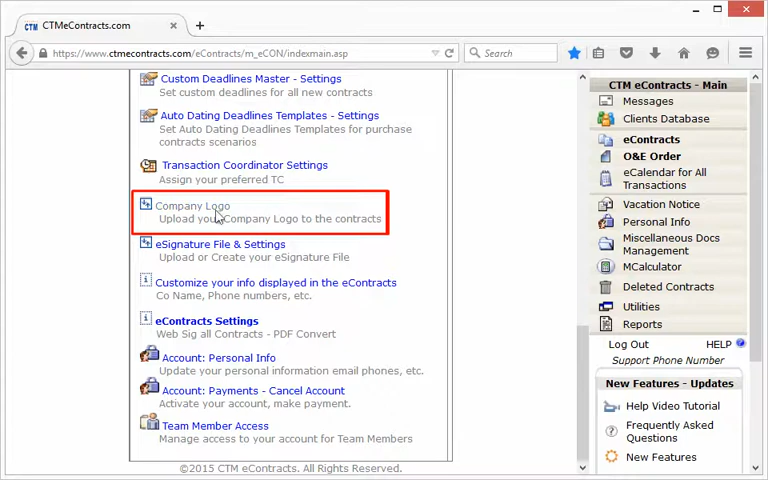 CTMeContracts.com
https://www.ctmecontracts.com/eContracts/m_eCON/indexmain.asp
Search
Custom Deadlines Master - Settings
Set custom deadlines for all new contracts
Auto Dating Deadlines Templates - Settings
Set Auto Dating Deadlines Templates for purchase
contracts scenarios
Transaction Coordinator Settings
Assign your preferred TC
Company Logo
Upload your Company Logo to the contracts
eSignature File & Settings
Upload or Create your eSignature File
Customize your info displayed in the eContracts
Co Name, Phone numbers, etc.
eContracts Settings
Web Sig all Contracts - PDF Convert
Account: Personal Info
Update your personal information email phones, etc.
Account: Payments - Cancel Account
Activate your account, make payment.
Team Member Access
Manage access to your account for Team Members
©2015 CTM eContracts. All Rights Reserved.
CTM eContracts - Main
Messages
Clients Database
eContracts
O&E Order
eCalendar for All
Transactions
Vacation Notice
Personal Info
Miscellaneous Docs
Management
MCalculator
Deleted Contracts
Utilities
Reports
Log Out HELP
Support Phone Number
New Features - Updates
Help Video Tutorial
Frequently Asked
Questions
New Features